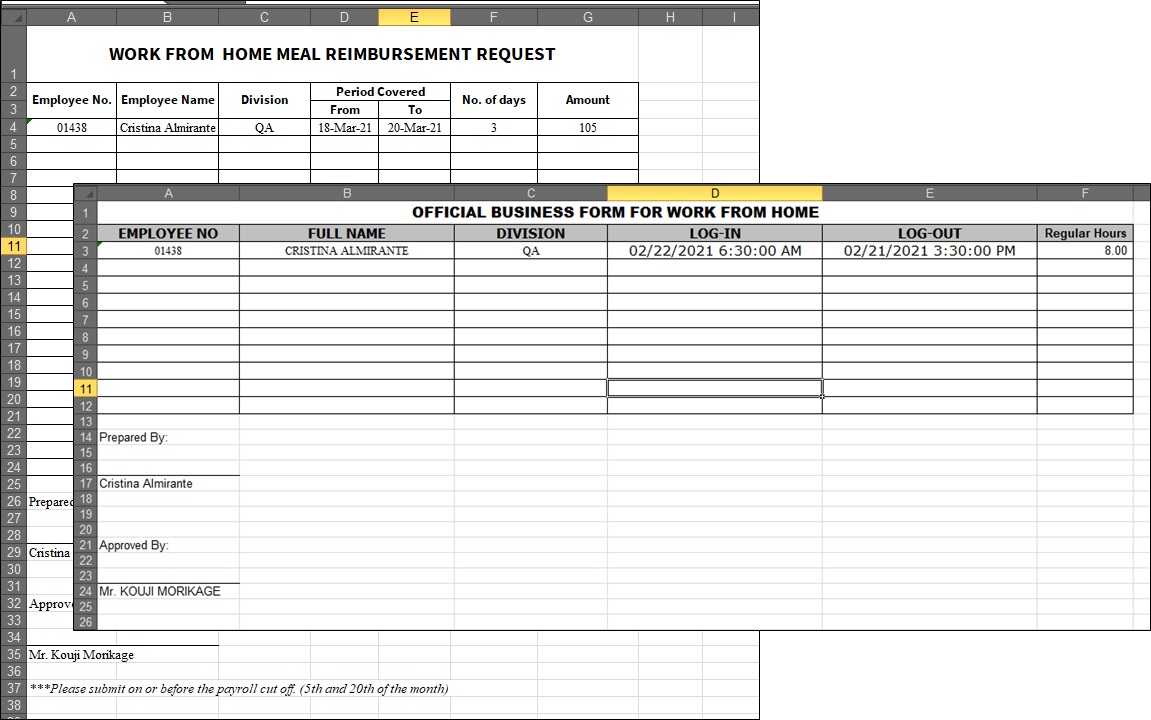 A B C D E F G H I
1 WORK FROM HOME MEAL REIMBURSEMENT REQUEST
2 Employee No. Employee Name Division Period Covered No. of days Amount
3 From To
4 01438 Cristina Almirante QA 18-Mar-21 20-Mar-21 3 105
5
6
7
8
9
10
11
12
13
14
15
16
17
18
19
20
21
22
23
24
25
26 Prepared
27
28
29 Cristina
30
31
32 Approve
33
34
35 Mr. Kouji Morikage
36
37 ***Please submit on or before the payroll cut off. (5th and 20th of the month)
38
A B C D E F
1 OFFICIAL BUSINESS FORM FOR WORK FROM HOME
2 EMPLOYEE NO FULL NAME DIVISION LOG-IN LOG-OUT Regular Hours
3 01438 CRISTINA ALMIRANTE QA 02/22/2021 6:30:00 AM 02/21/2021 3:30:00 PM 8.00
4
5
6
7
8
9
10
11
12
13
14 Prepared By:
15
16
17 Cristina Almirante
18
19
20
21 Approved By:
22
23
24 Mr. KOUJI MORIKAGE
25
26